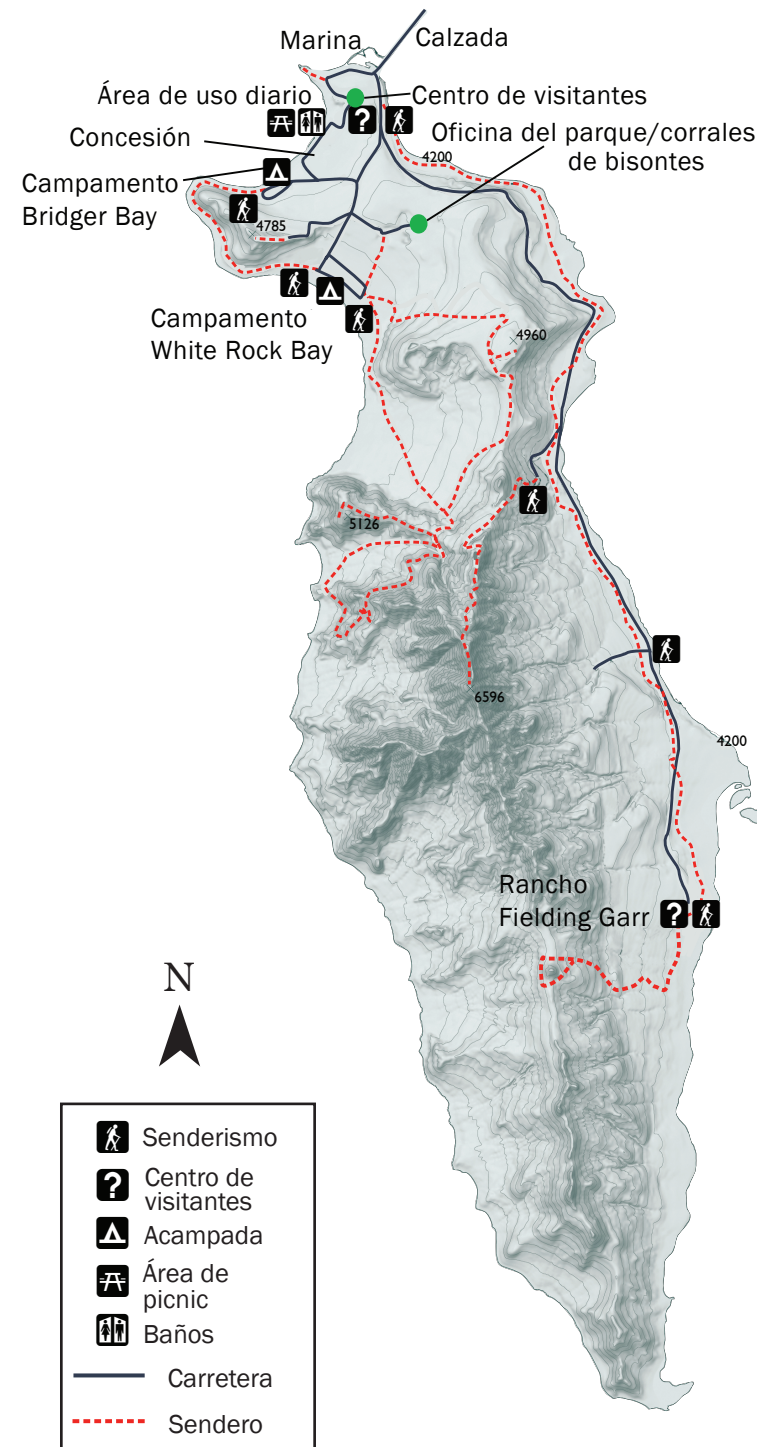 Marina
Calzada
Área de uso diario
Centro de visitantes
?
Concesión
Oficina del parque/corrales
de bisontes
4200
Campamento
Bridger Bay
4785
Campamento
White Rock Bay
4960
5126
6596
4200
Rancho
Fielding Garr
?
N
Senderismo
?
Centro de
visitantes
Acampada
Área de
picnic
Baños
Carretera
Sendero